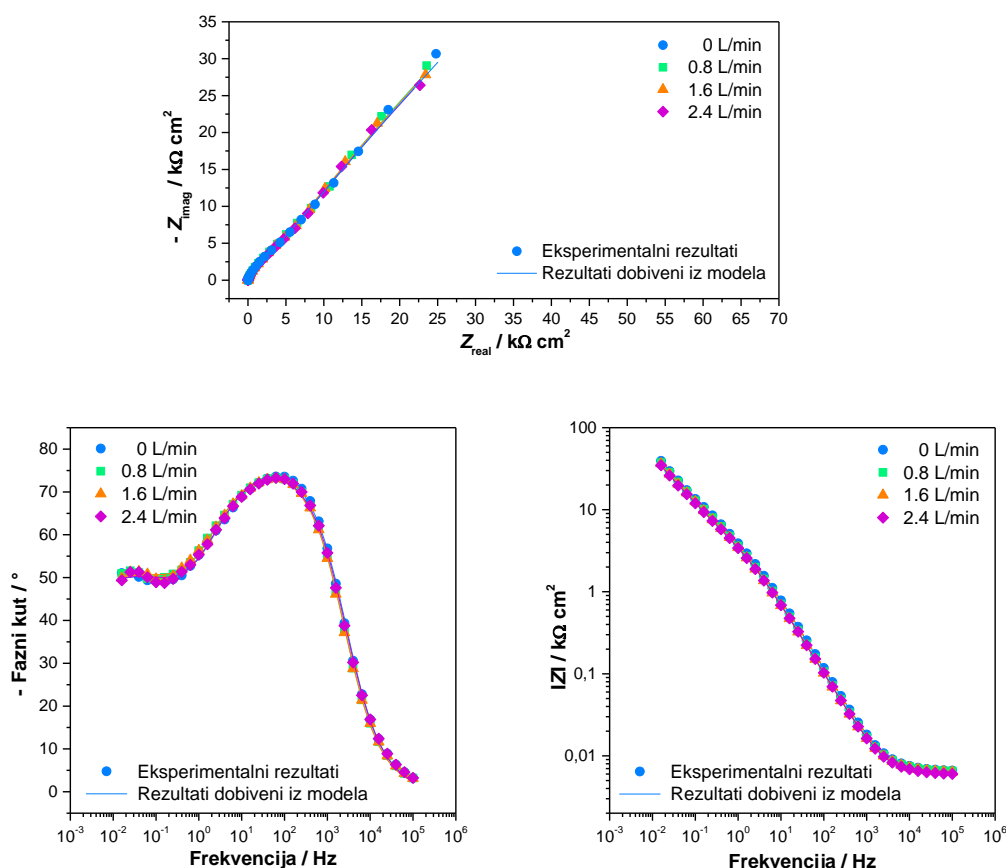 35
30
25
20
15
10
5
0
- Zimag / kΩ cm²
0 L/min
0.8 L/min
1.6 L/min
2.4 L/min
Eksperimentalni rezultati
Rezultati dobiveni iz modela
0 5 10 15 20 25 30 35 40 45 50 55 60 65 70
Zreal / kΩ cm²
80
70
60
50
40
30
20
10
0
- Fazni kut / °
0 L/min
0.8 L/min
1.6 L/min
2.4 L/min
Eksperimentalni rezultati
Rezultati dobiveni iz modela
10⁻³ 10⁻² 10⁻¹ 10⁰ 10¹ 10² 10³ 10⁴ 10⁵ 10⁶
Frekvencija / Hz
100
10
1
0,1
0,01
|Z| / kΩ cm²
0 L/min
0.8 L/min
1.6 L/min
2.4 L/min
Eksperimentalni rezultati
Rezultati dobiveni iz modela
10⁻³ 10⁻² 10⁻¹ 10⁰ 10¹ 10² 10³ 10⁴ 10⁵ 10⁶
Frekvencija / Hz